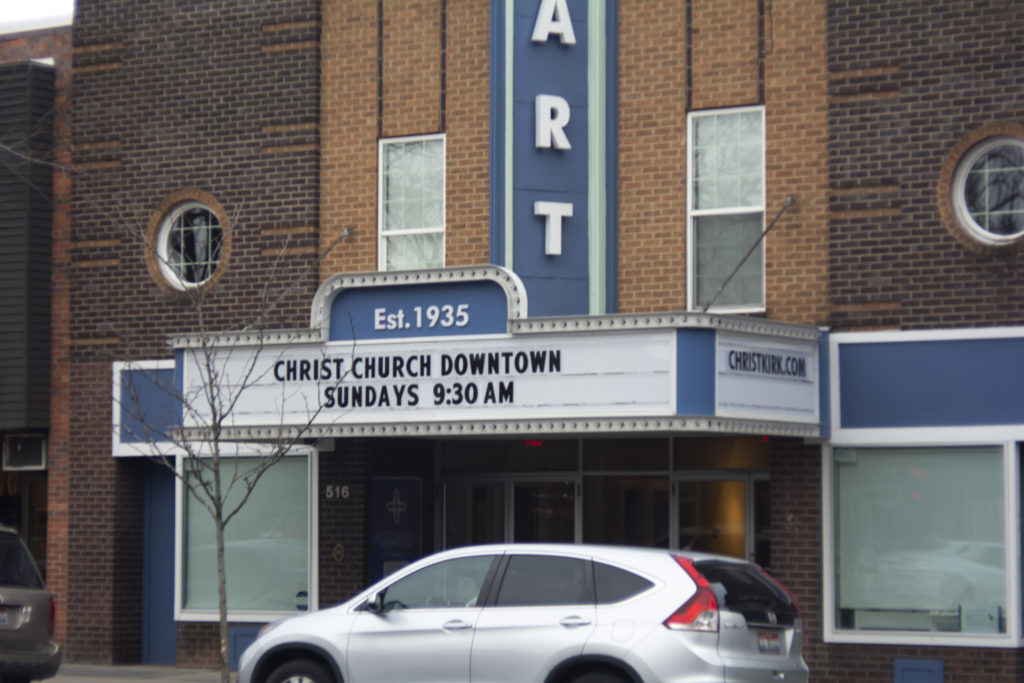 ART
Est.1935
CHRIST CHURCH DOWNTOWN
SUNDAYS 9:30 AM
CHRISTKIRK.COM
516